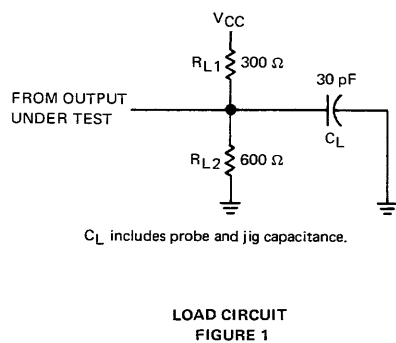 VCC
RL1 300 Ω
30 pF
FROM OUTPUT
UNDER TEST
CL
RL2 600 Ω
CL includes probe and jig capacitance.
LOAD CIRCUIT
FIGURE 1